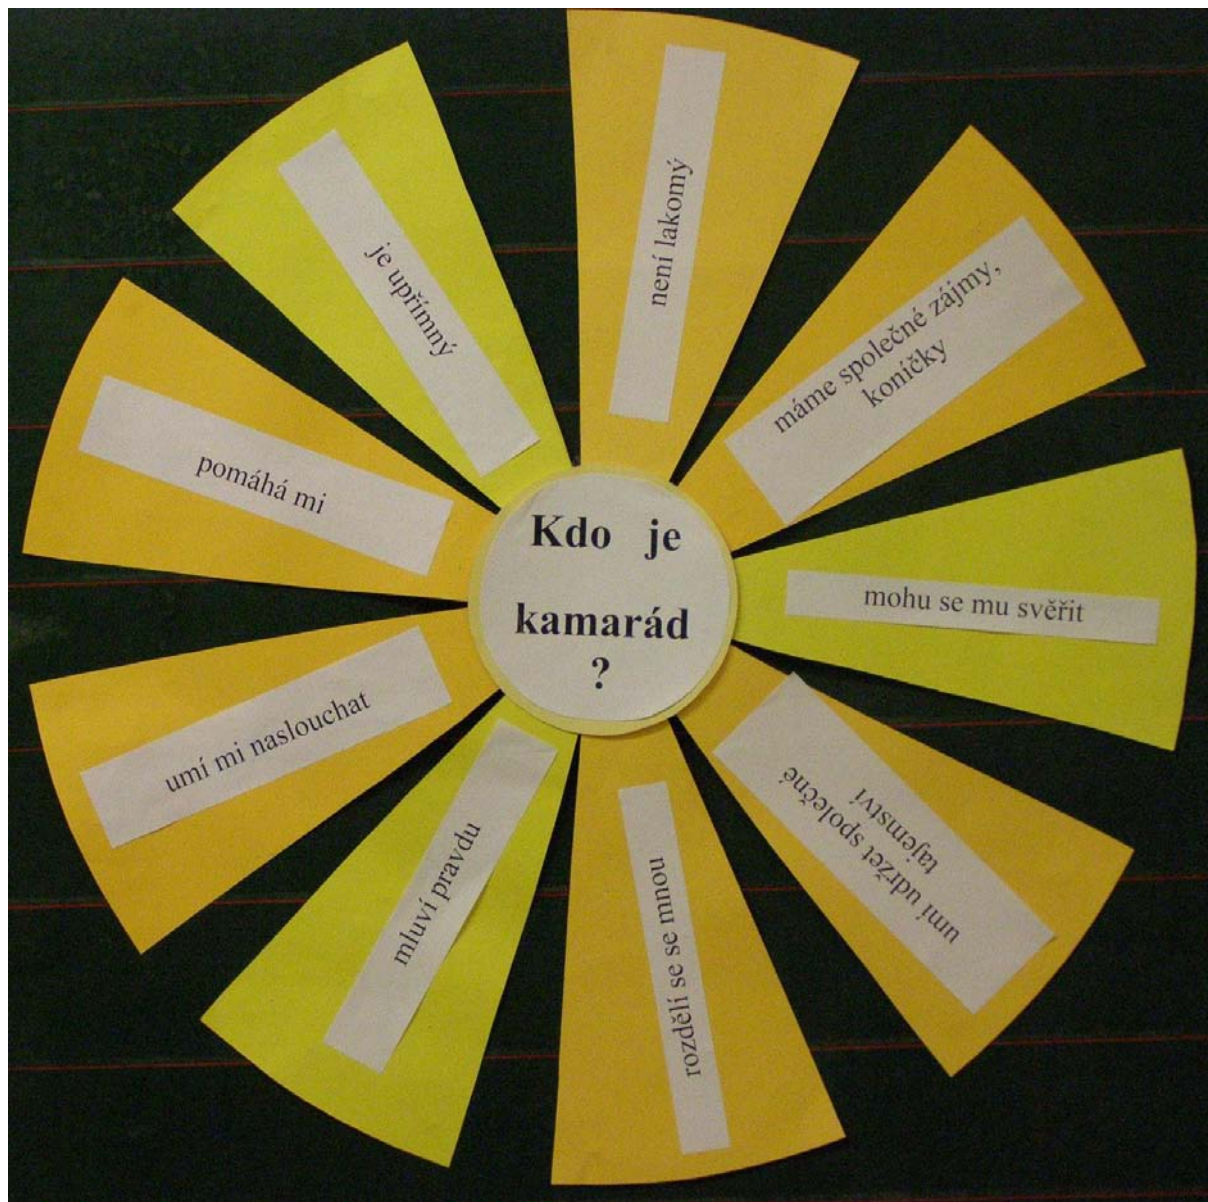 Kdo je
kamarád
?
není lakomý
máme společné zájmy,
koníčky
mohu se mu svěřit
umí udržet společné
tajemství
rozdělí se se mnou
mluví pravdu
umí mi naslouchat
pomáhá mi
je upřímný